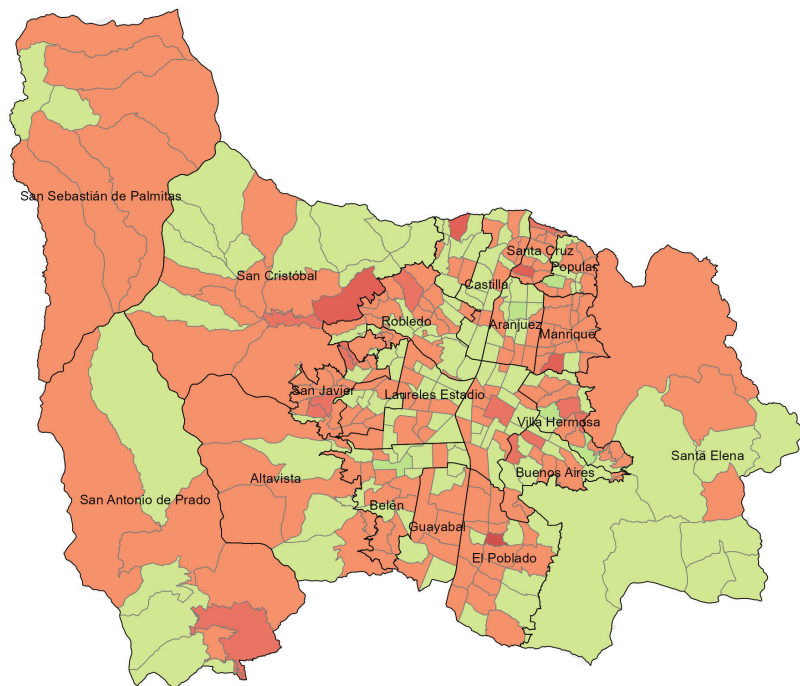 San Sebastián de Palmitas
San Cristóbal
Santa Cruz
Popular
Castilla
Robledo
Aranjuez
Manrique
San Javier
Laureles Estadio
Villa Hermosa
Santa Elena
Buenos Aires
Altavista
San Antonio de Prado
Belén
Guayabal
El Poblado